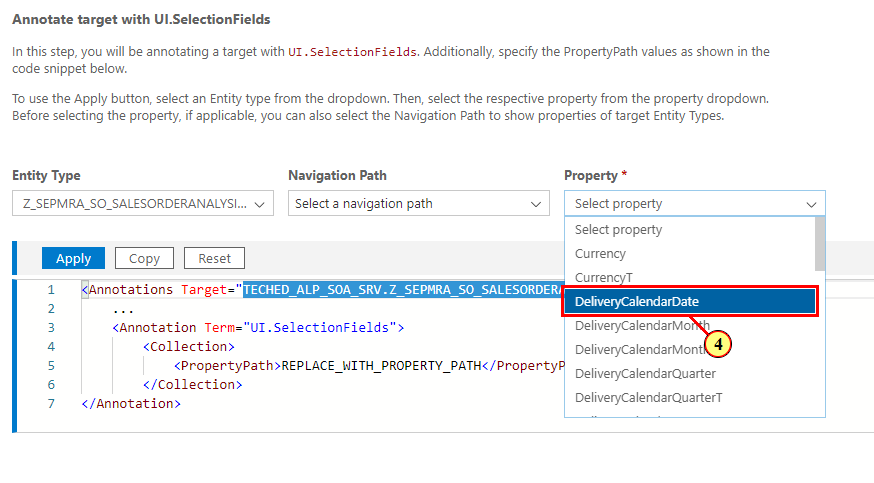 Annotate target with UI.SelectionFields
In this step, you will be annotating a target with UI.SelectionFields. Additionally, specify the PropertyPath values as shown in the
code snippet below.
To use the Apply button, select an Entity type from the dropdown. Then, select the respective property from the property dropdown.
Before selecting the property, if applicable, you can also select the Navigation Path to show properties of target Entity Types.
Entity Type Navigation Path Property *
Z_SEPMRA_SO_SALESORDERANALYSI... Select a navigation path Select property
Select property
Currency
CurrencyT
DeliveryCalendarDate
DeliveryCalendarMonth
DeliveryCalendarMonth
DeliveryCalendarQuarter
DeliveryCalendarQuarterT
4
Apply Copy Reset
1 <Annotations Target="TECHED_ALP_SOA_SRV.Z_SEPMRA_SO_SALESORDERA
2 ...
3 <Annotation Term="UI.SelectionFields">
4 <Collection>
5 <PropertyPath>REPLACE_WITH_PROPERTY_PATH</PropertyP
6 </Collection>
7 </Annotation>